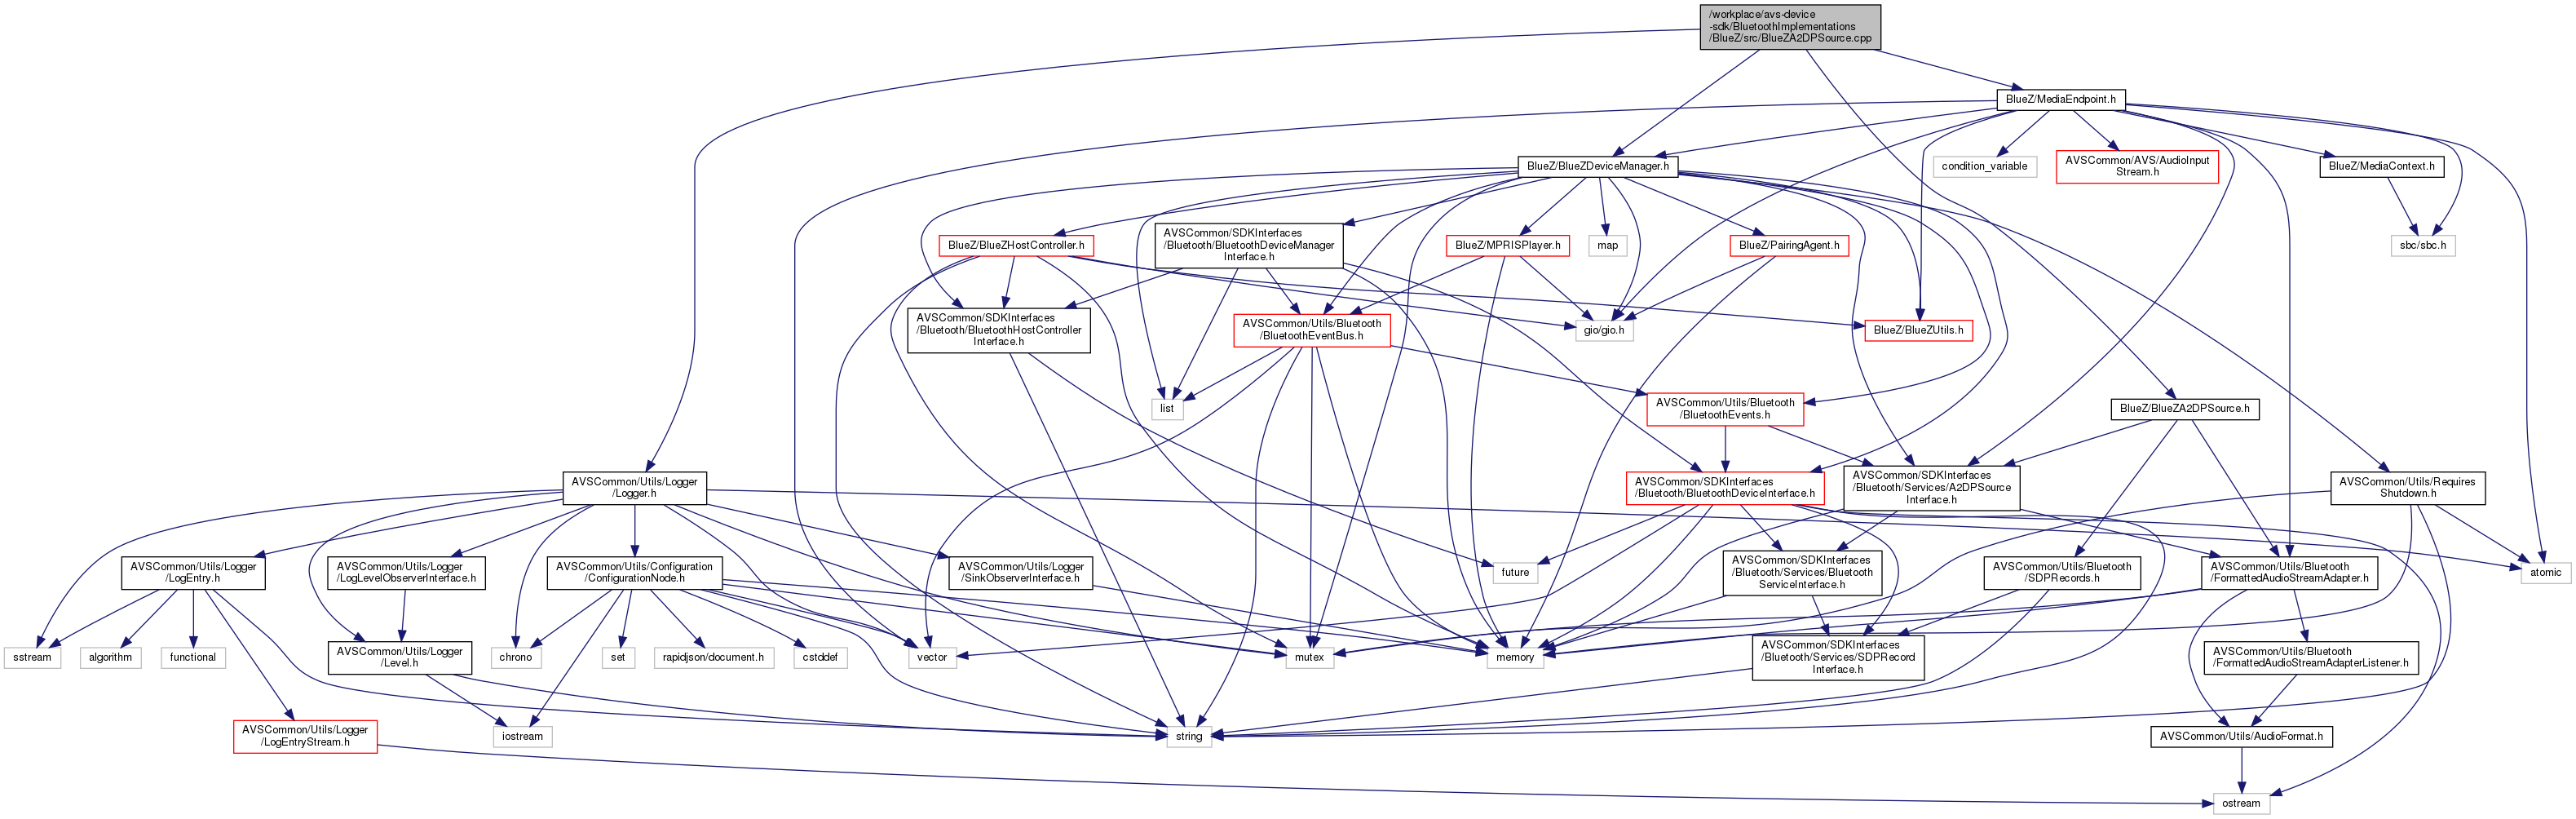 /workplace/avs-device
-sdk/BluetoothImplementations
/BlueZ/src/BlueZA2DPSource.cpp
BlueZ/MediaEndpoint.h
BlueZ/BlueZDeviceManager.h
condition_variable
AVSCommon/AVS/AudioInput
Stream.h
BlueZ/MediaContext.h
BlueZ/BlueZHostController.h
AVSCommon/SDKInterfaces
/Bluetooth/BluetoothDeviceManager
Interface.h
BlueZ/MPRISPlayer.h
map
BlueZ/PairingAgent.h
sbc/sbc.h
AVSCommon/SDKInterfaces
/Bluetooth/BluetoothHostController
Interface.h
AVSCommon/Utils/Bluetooth
/BluetoothEventBus.h
gio/gio.h
BlueZ/BlueZUtils.h
list
AVSCommon/Utils/Bluetooth
/BluetoothEvents.h
BlueZ/BlueZA2DPSource.h
AVSCommon/Utils/Logger
/Logger.h
AVSCommon/SDKInterfaces
/Bluetooth/BluetoothDeviceInterface.h
AVSCommon/SDKInterfaces
/Bluetooth/Services/A2DPSource
Interface.h
AVSCommon/Utils/Requires
Shutdown.h
AVSCommon/Utils/Logger
/LogEntry.h
AVSCommon/Utils/Logger
/LogLevelObserverInterface.h
AVSCommon/Utils/Configuration
/ConfigurationNode.h
AVSCommon/Utils/Logger
/SinkObserverInterface.h
future
AVSCommon/SDKInterfaces
/Bluetooth/Services/Bluetooth
ServiceInterface.h
AVSCommon/Utils/Bluetooth
/SDPRecords.h
AVSCommon/Utils/Bluetooth
/FormattedAudioStreamAdapter.h
atomic
sstream
algorithm
functional
AVSCommon/Utils/Logger
/Level.h
chrono
set
rapidjson/document.h
cstddef
vector
mutex
memory
AVSCommon/SDKInterfaces
/Bluetooth/Services/SDPRecord
Interface.h
AVSCommon/Utils/Bluetooth
/FormattedAudioStreamAdapterListener.h
AVSCommon/Utils/Logger
/LogEntryStream.h
iostream
string
AVSCommon/Utils/AudioFormat.h
ostream